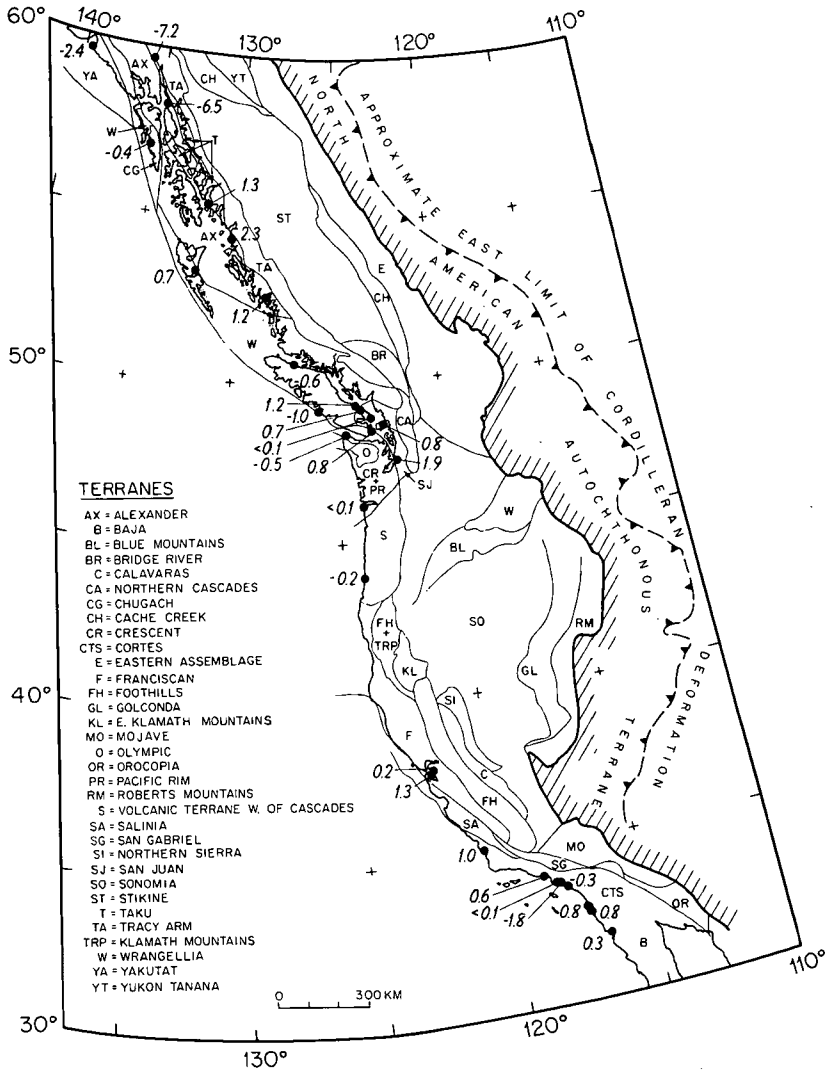 60°
140°
-7.2
130°
120°
110°
-2.4
AX
YA
TA
CH
YT
-6.5
W
-0.4
T
CG
1.3
ST
AX
2.3
TA
0.7
1.2
E
CH
NORTH
AMERICAN
AUTOCHTHONOUS
TERRANE
APPROXIMATE EAST LIMIT OF CORDILLERAN
DEFORMATION
50°
W
BR
-0.6
1.2
-1.0
0.7
<0.1
-0.5
0.8
CA
0.8
1.9
O
CR
+
PR
SJ
<0.1
S
W
BL
-0.2
FH
+
TRP
KL
SO
RM
GL
SI
40°
F
C
FH
0.2
1.3
SA
1.0
MO
SG
0.6
<0.1
-1.8
-0.3
CTS
OR
-0.8
0.8
0.3
B
TERRANES
AX = ALEXANDER
B = BAJA
BL = BLUE MOUNTAINS
BR = BRIDGE RIVER
C = CALAVARAS
CA = NORTHERN CASCADES
CG = CHUGACH
CH = CACHE CREEK
CR = CRESCENT
CTS = CORTES
E = EASTERN ASSEMBLAGE
F = FRANCISCAN
FH = FOOTHILLS
GL = GOLCONDA
KL = E. KLAMATH MOUNTAINS
MO = MOJAVE
O = OLYMPIC
OR = OROCOPIA
PR = PACIFIC RIM
RM = ROBERTS MOUNTAINS
S = VOLCANIC TERRANE W. OF CASCADES
SA = SALINIA
SG = SAN GABRIEL
SI = NORTHERN SIERRA
SJ = SAN JUAN
SO = SONOMIA
ST = STIKINE
T = TAKU
TA = TRACY ARM
TRP = KLAMATH MOUNTAINS
W = WRANGELLIA
YA = YAKUTAT
YT = YUKON TANANA
0 300 KM
30°
130°
120°
110°